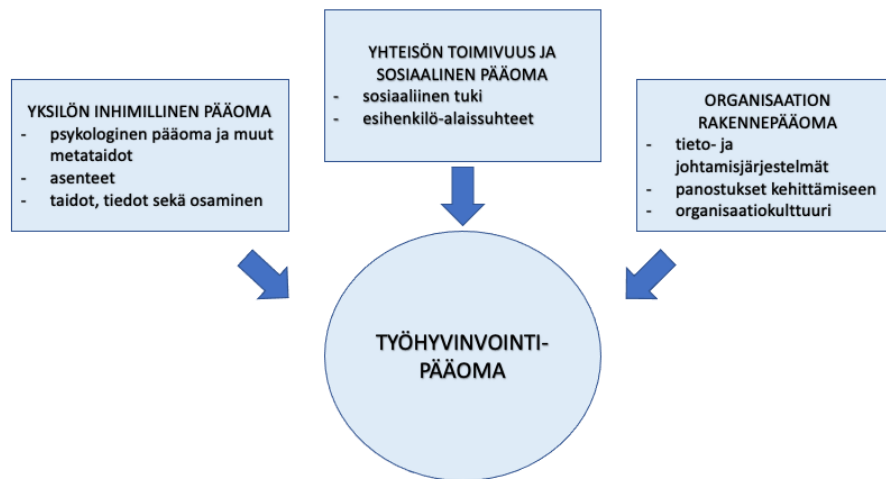 YKSILÖN INHIMILLINEN PÄÄOMA
- psykologinen pääoma ja muut
metataidot
- asenteet
- taidot, tiedot sekä osaaminen
YHTEISÖN TOIMIVUUS JA
SOSIAALINEN PÄÄOMA
- sosiaaliinen tuki
- esihenkilö-alaissuhteet
ORGANISAATION
RAKENNEPÄÄOMA
- tieto- ja
johtamisjärjestelmät
- panostukset kehittämiseen
- organisaatiokulttuuri
TYÖHYVINVOINTI-
PÄÄOMA